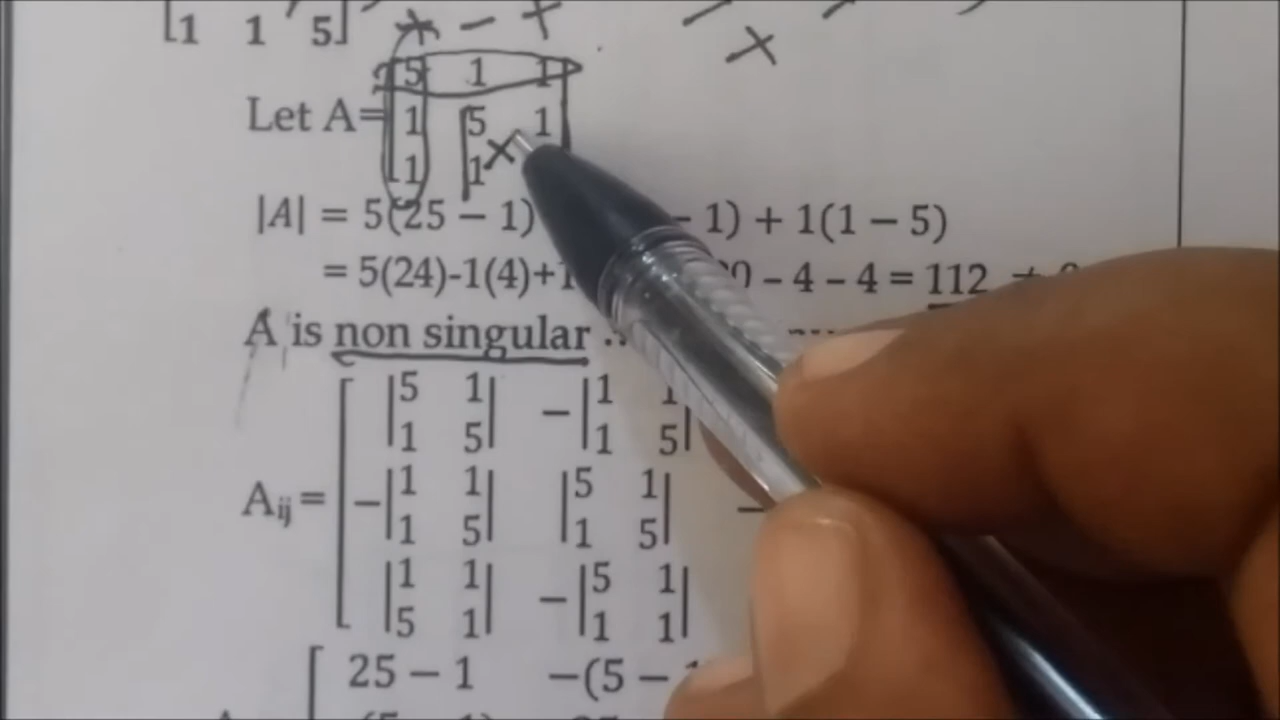 1 1 5
+ - +
5 1 1
Let A= 1 5 1
1 1
|A| = 5(25 − 1) − 1) + 1(1 − 5)
= 5(24)-1(4)+1 − 4 − 4 = 112 ≠
A is non singular
|5 1| −|1 1|
|1 5| |1 5|
Aij = −|1 1| |5 1| −
|1 5| |1 5|
|1 1| −|5 1|
|5 1| |1 1|
25 − 1 −(5 −